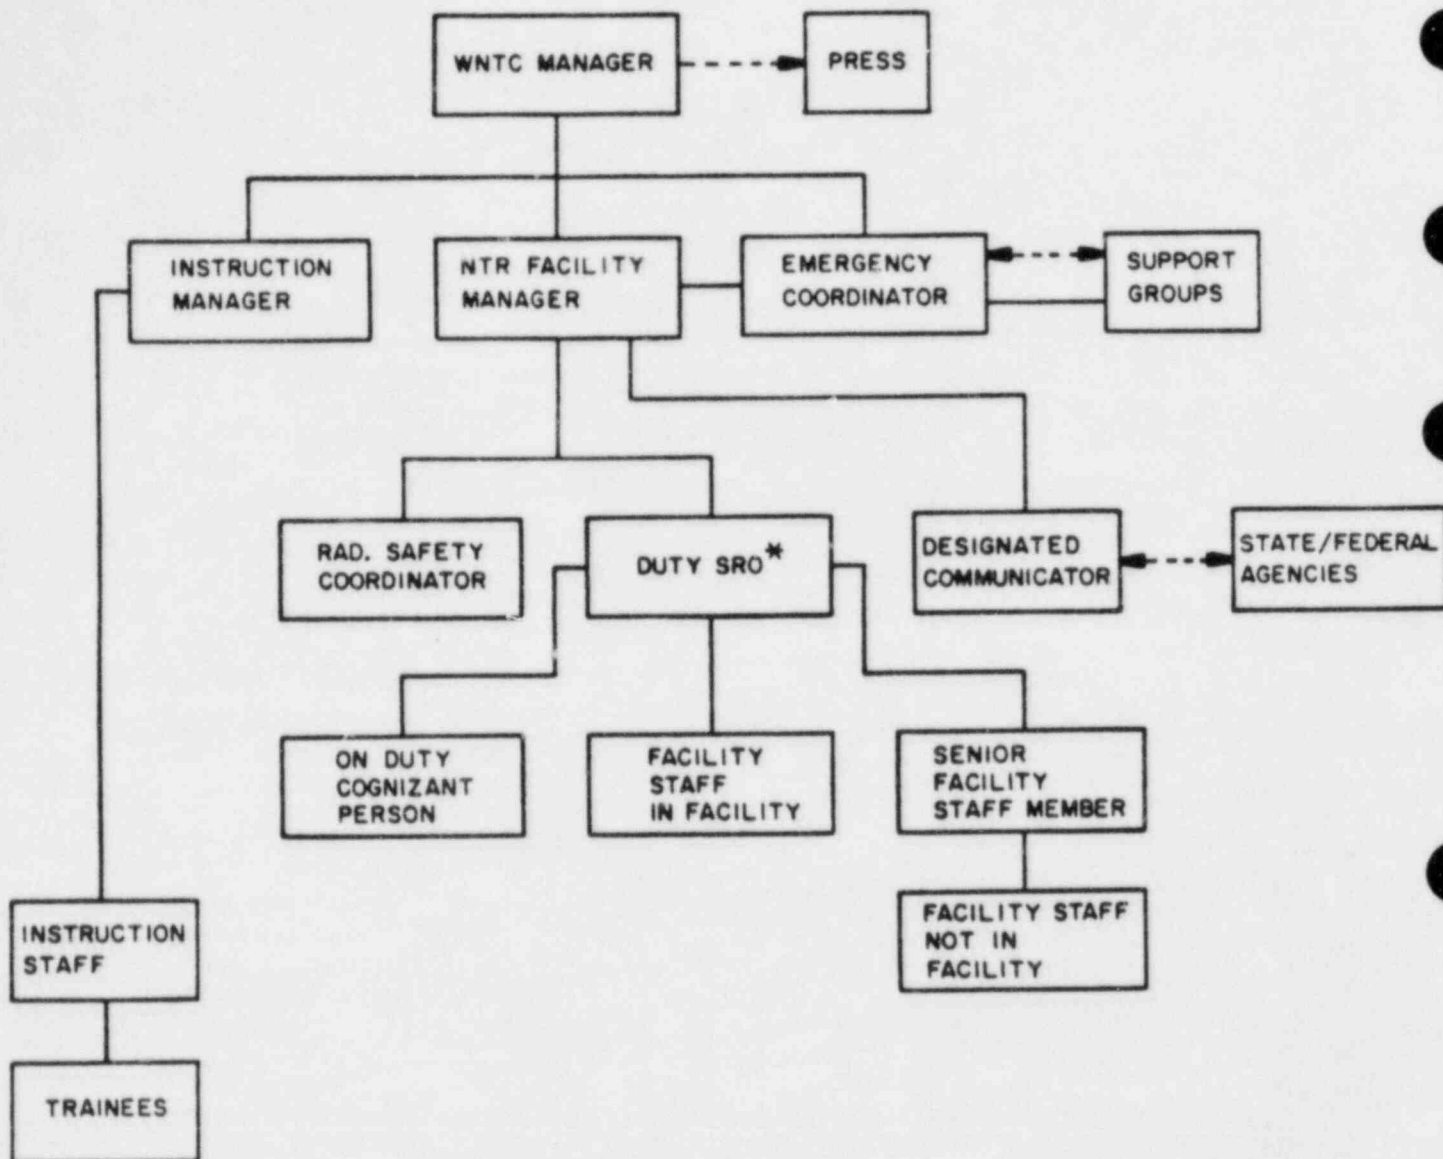 WNTC MANAGER
PRESS
INSTRUCTION
MANAGER
NTR FACILITY
MANAGER
EMERGENCY
COORDINATOR
SUPPORT
GROUPS
RAD. SAFETY
COORDINATOR
DUTY SRO*
DESIGNATED
COMMUNICATOR
STATE/FEDERAL
AGENCIES
ON DUTY
COGNIZANT
PERSON
FACILITY
STAFF
IN FACILITY
SENIOR
FACILITY
STAFF MEMBER
INSTRUCTION
STAFF
FACILITY STAFF
NOT IN
FACILITY
TRAINEES